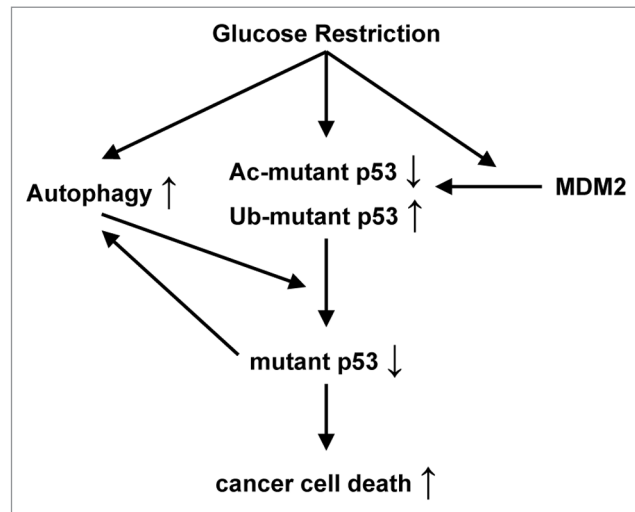 Glucose Restriction
Ac-mutant p53 ↓
Autophagy ↑
MDM2
Ub-mutant p53 ↑
mutant p53 ↓
cancer cell death ↑